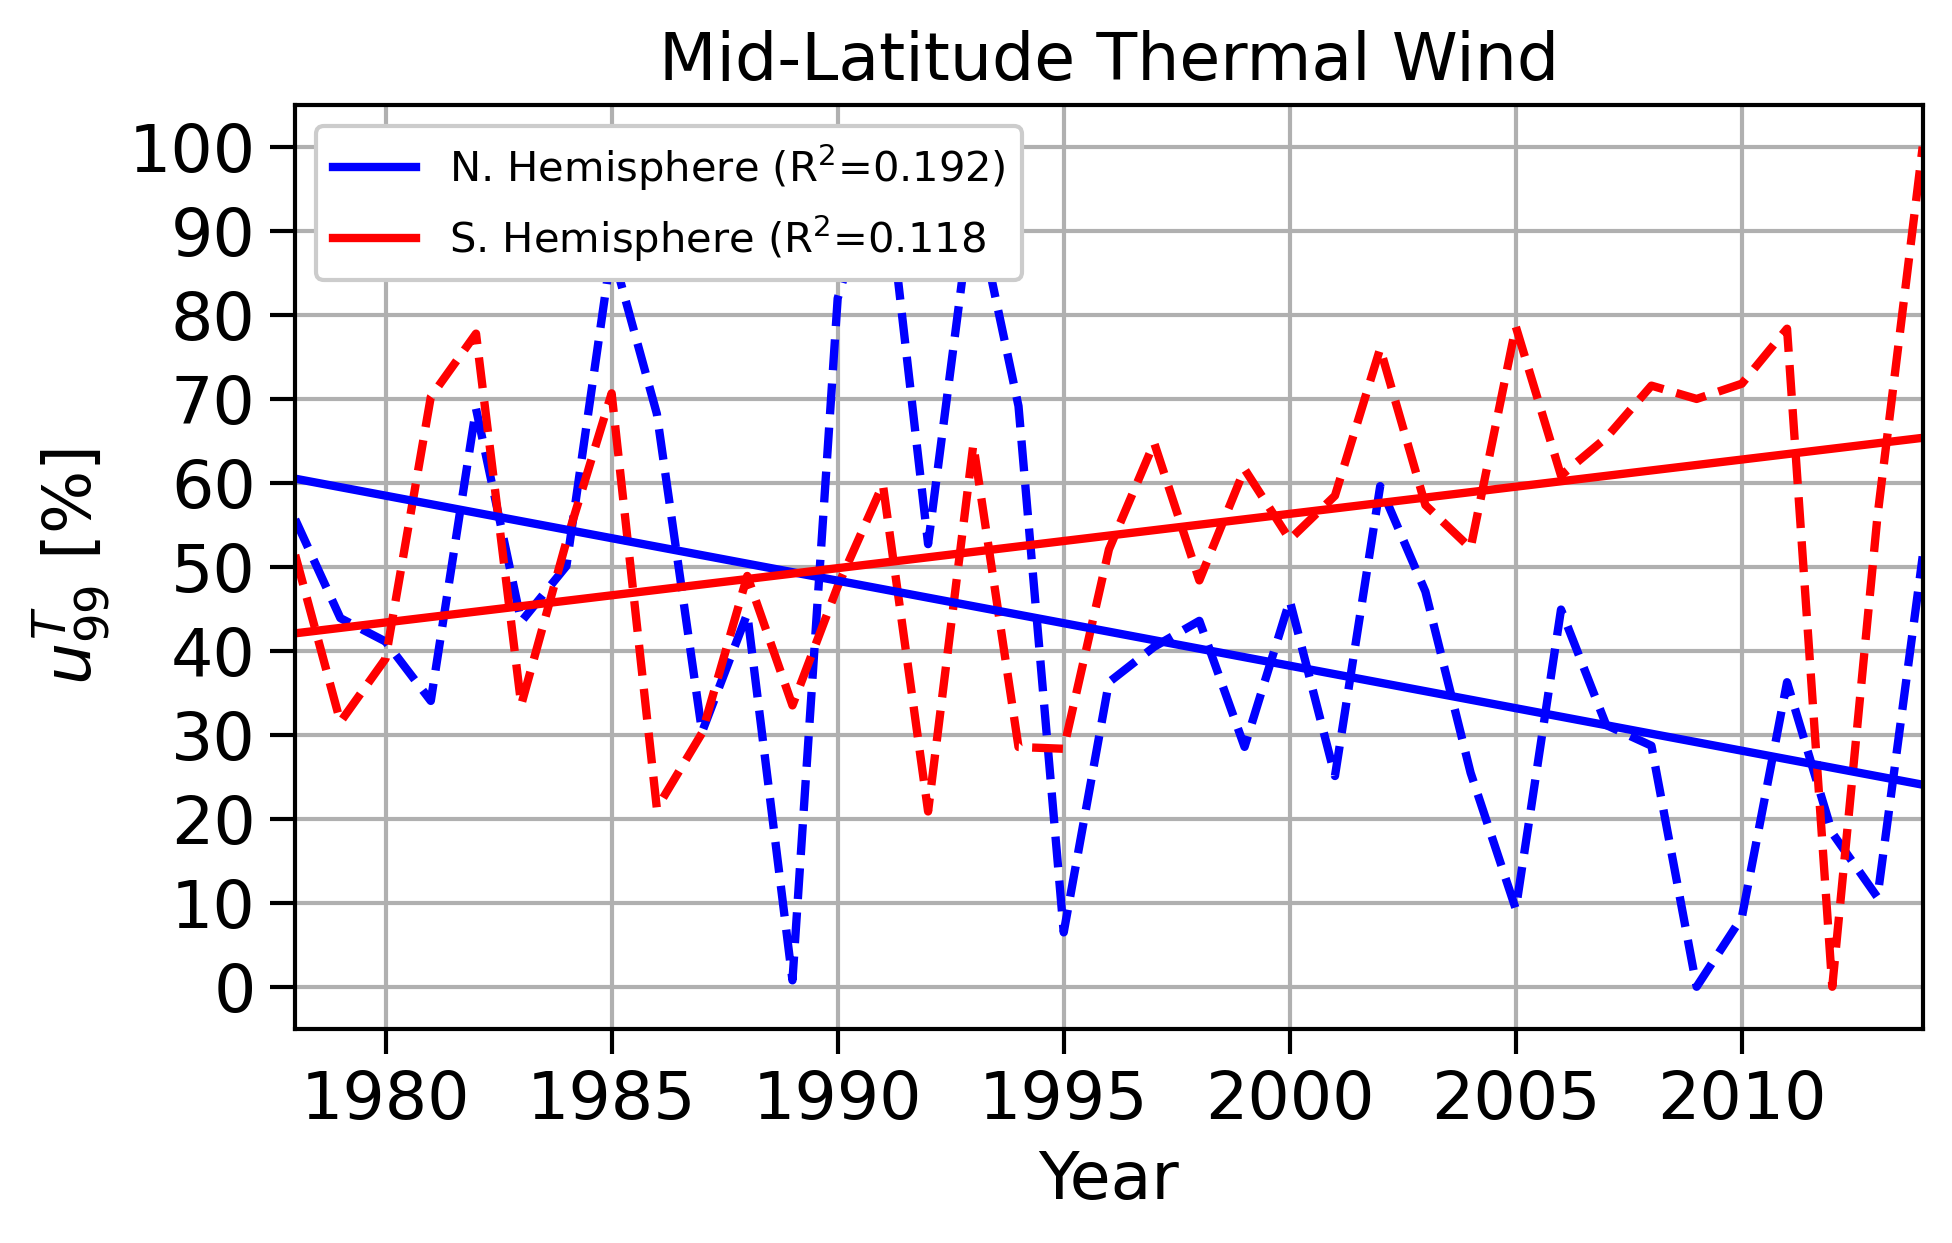 Mid-Latitude Thermal Wind
N. Hemisphere (R²=0.192)
S. Hemisphere (R²=0.118
100
90
80
70
60
50
40
30
20
10
0
u₉₉ᵀ [%]
1980 1985 1990 1995 2000 2005 2010
Year